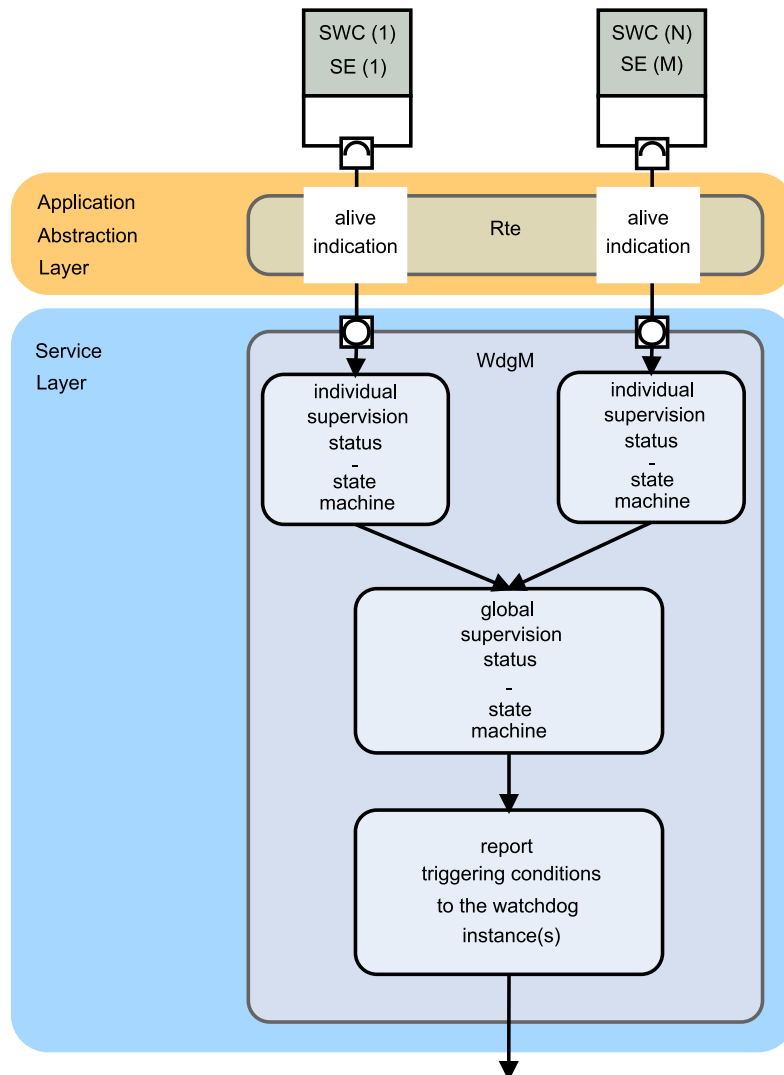 SWC (1)
SE (1)
SWC (N)
SE (M)
Application
Abstraction
Layer
alive
indication
Rte
alive
indication
Service
Layer
WdgM
individual
supervision
status
-
state
machine
individual
supervision
status
-
state
machine
global
supervision
status
-
state
machine
report
triggering conditions
to the watchdog
instance(s)